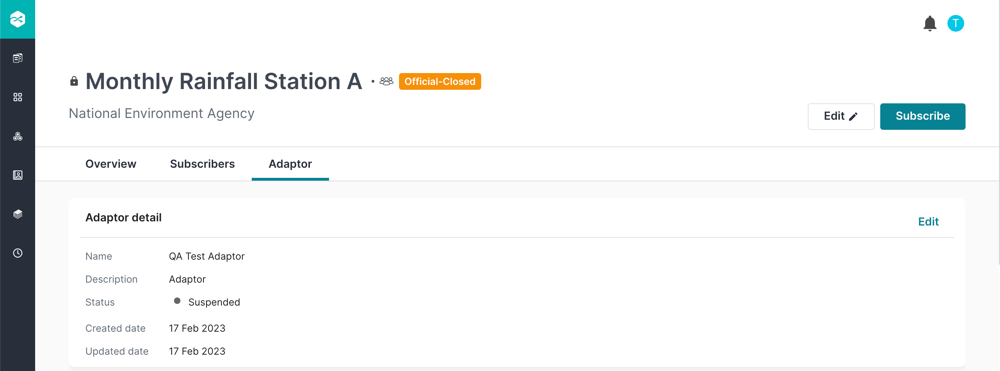 T
Monthly Rainfall Station A · Official-Closed
National Environment Agency
Edit Subscribe
Overview Subscribers Adaptor
Adaptor detail Edit
Name QA Test Adaptor
Description Adaptor
Status Suspended
Created date 17 Feb 2023
Updated date 17 Feb 2023